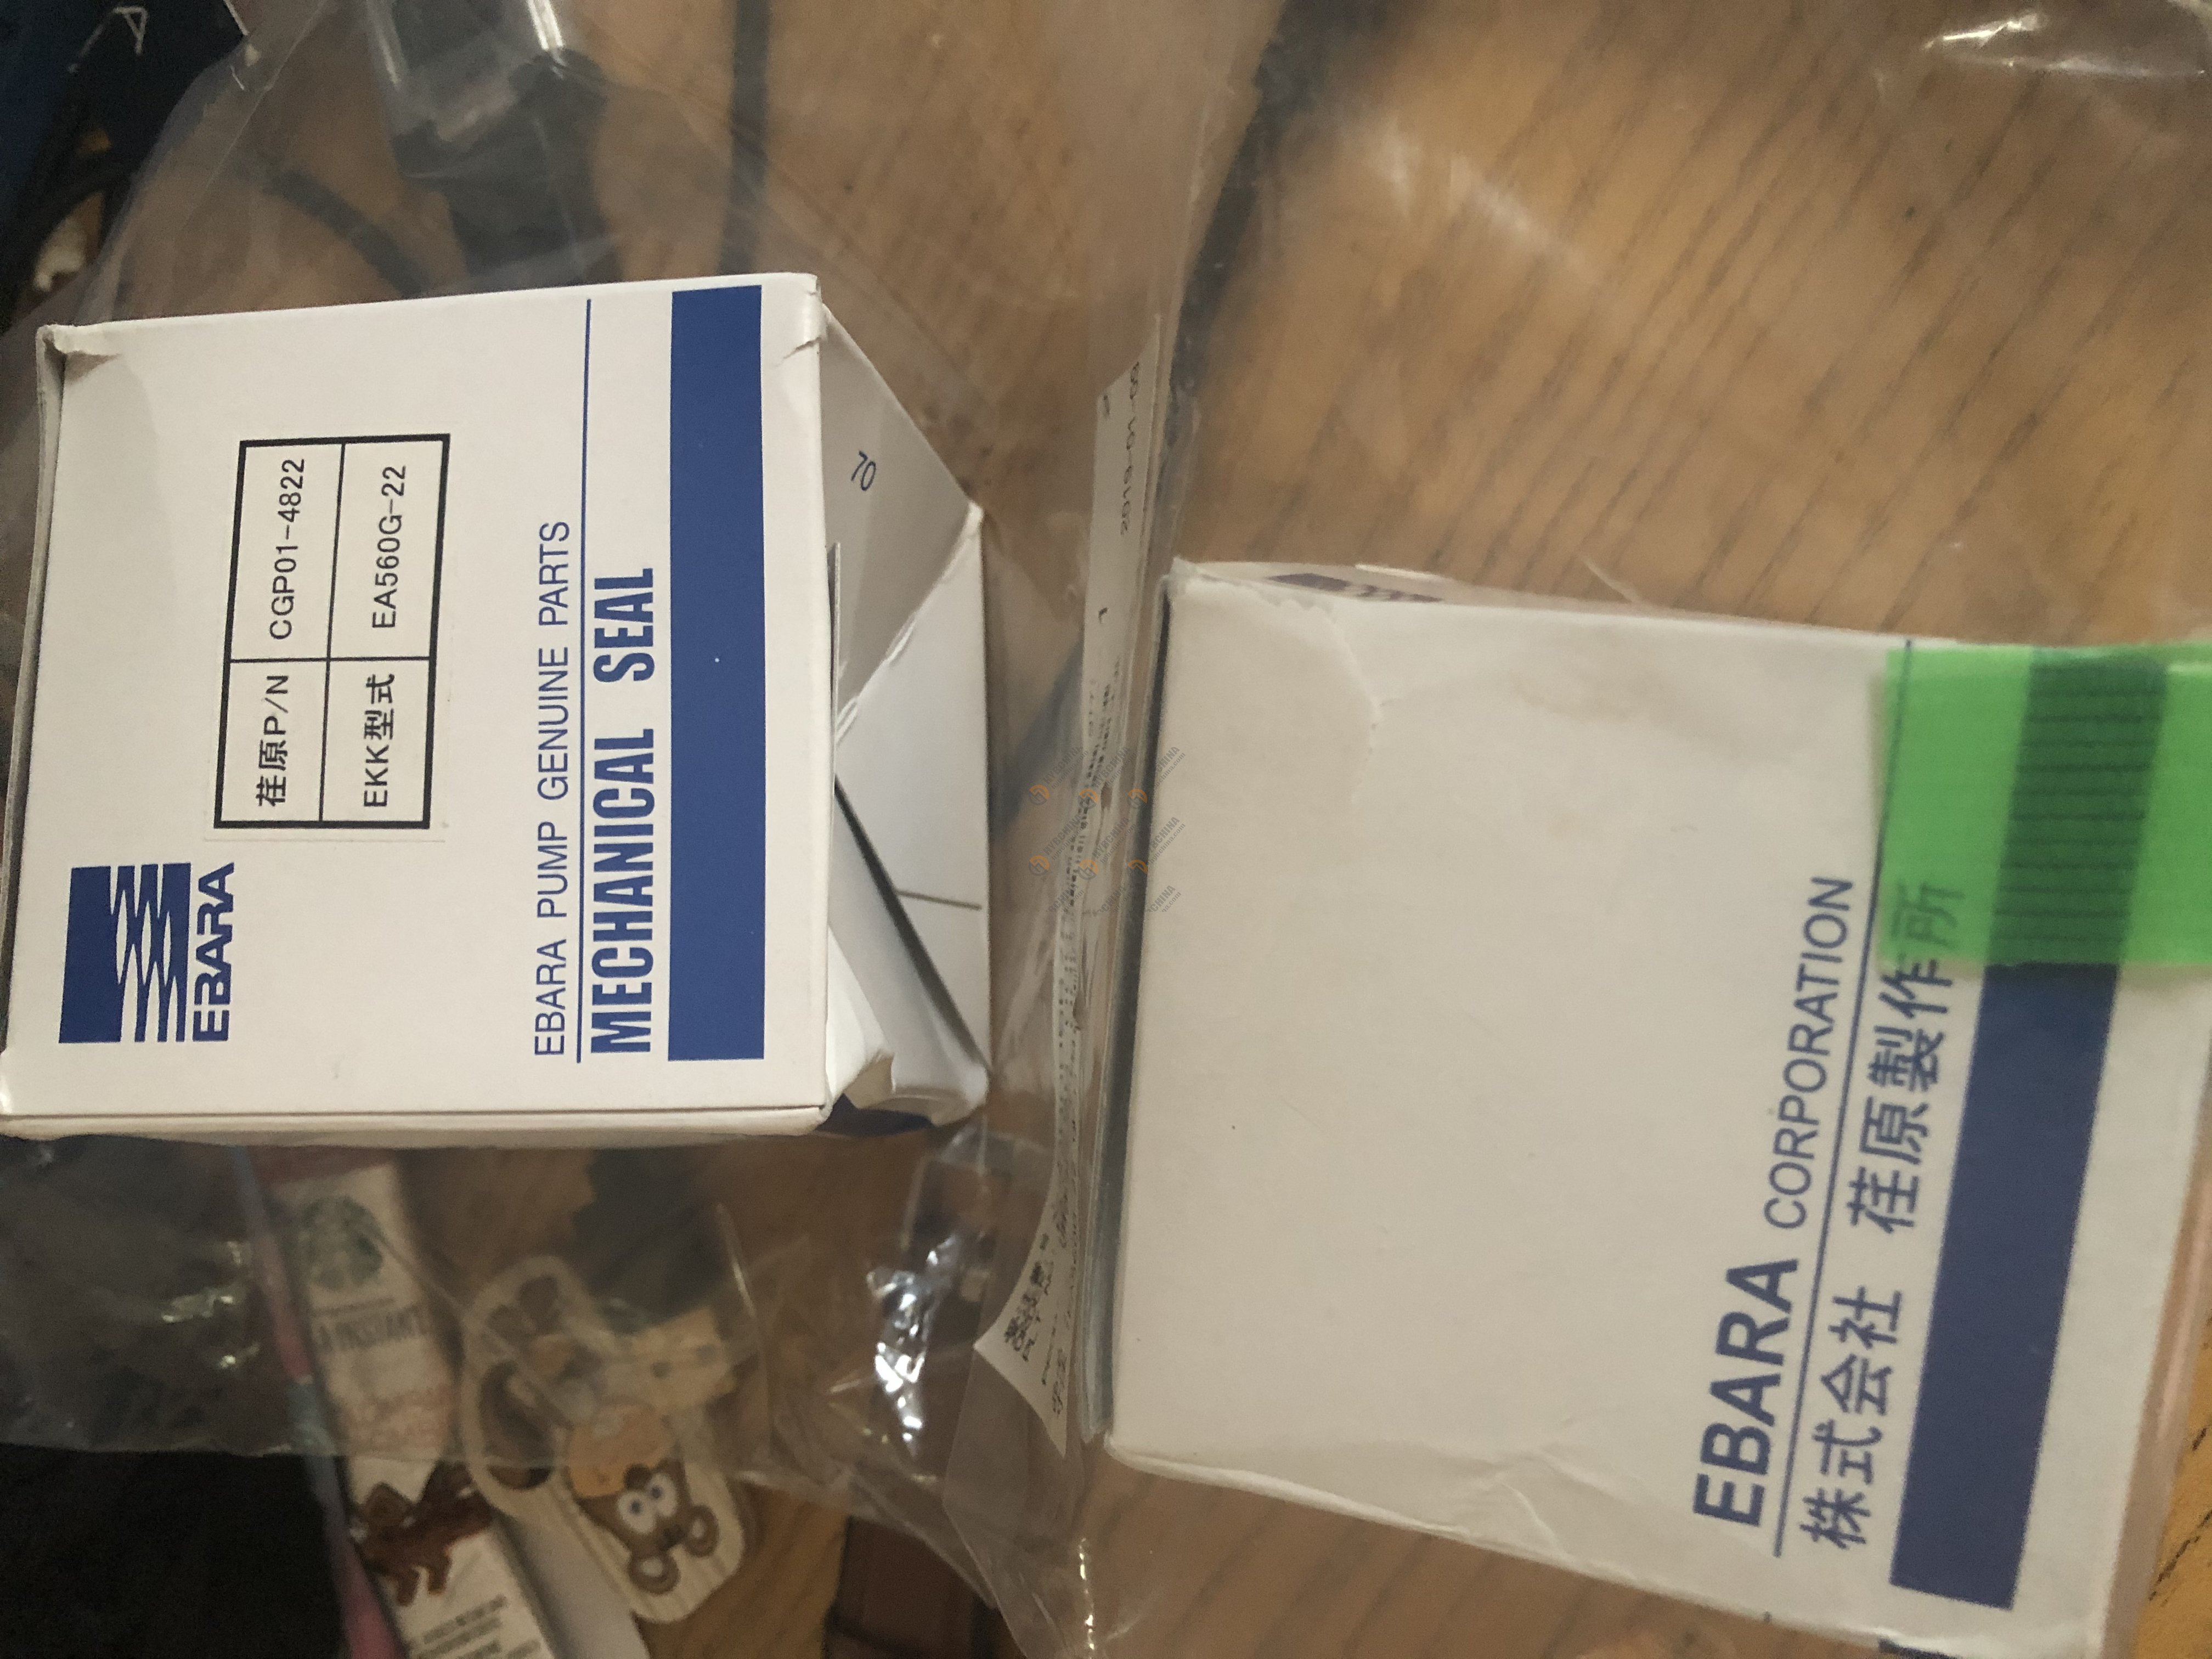 EBARA
荏原P/N CGP01-4822
EKK型式 EA560G-22
EBARA PUMP GENUINE PARTS
MECHANICAL SEAL
70
1
EBARA CORPORATION
株式会社 荏原製作所